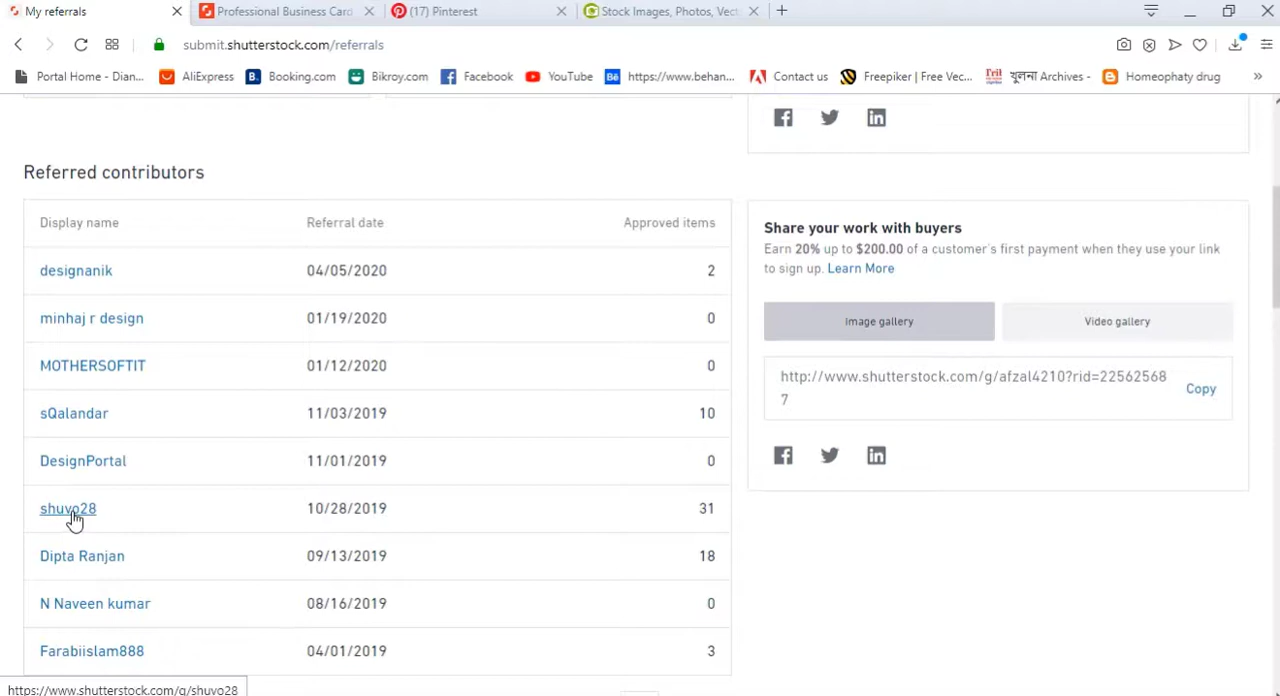 My referrals
Professional Business Card
(17) Pinterest
Stock Images, Photos, Vect
submit.shutterstock.com/referrals
Portal Home - Dian...
AliExpress
B.
Booking.com
Bikroy.com
Facebook
YouTube
Bē
https://www.behan...
Contact us
Freepiker | Free Vec...
খুলনা Archives -
Homeophaty drug
»
Referred contributors
Display name Referral date Approved items
designanik 04/05/2020 2
minhaj r design 01/19/2020 0
MOTHERSOFTIT 01/12/2020 0
sQalandar 11/03/2019 10
DesignPortal 11/01/2019 0
shuvo28 10/28/2019 31
Dipta Ranjan 09/13/2019 18
N Naveen kumar 08/16/2019 0
Farabiislam888 04/01/2019 3
Share your work with buyers
Earn 20% up to $200.00 of a customer's first payment when they use your link
to sign up. Learn More
Image gallery
Video gallery
http://www.shutterstock.com/g/afzal4210?rid=22562568
7
Copy
https://www.shutterstock.com/g/shuvo28